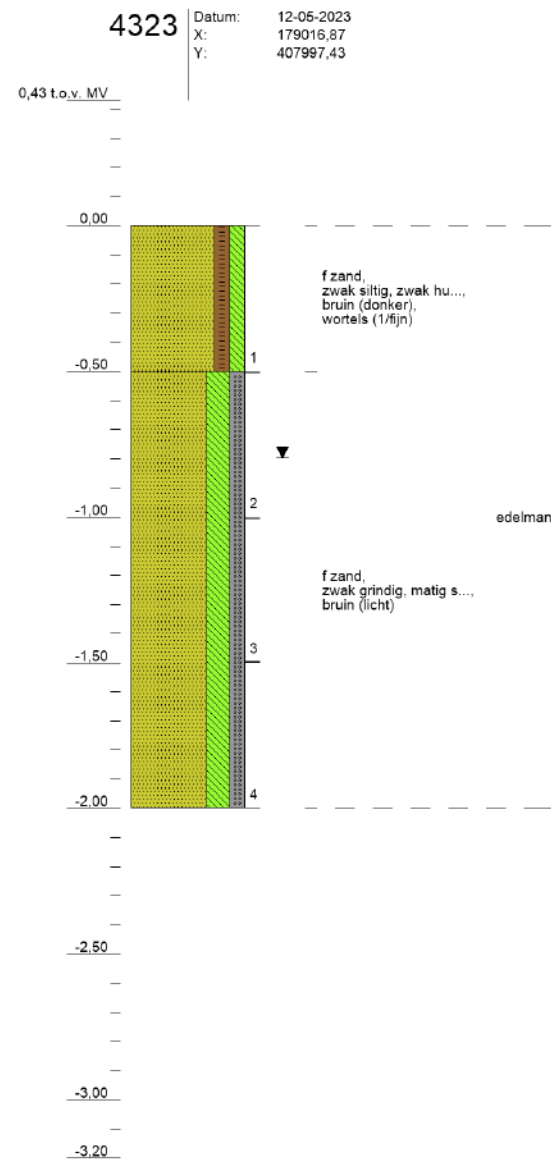 4323
Datum: 12-05-2023
X: 179016,87
Y: 407997,43
0,43 t.o.v. MV
0,00
f zand,
zwak siltig, zwak hu...,
bruin (donker),
wortels (1/fijn)
-0,50
1
-1,00
2
edelman
f zand,
zwak grindig, matig s...,
bruin (licht)
-1,50
3
-2,00
4
-2,50
-3,00
-3,20